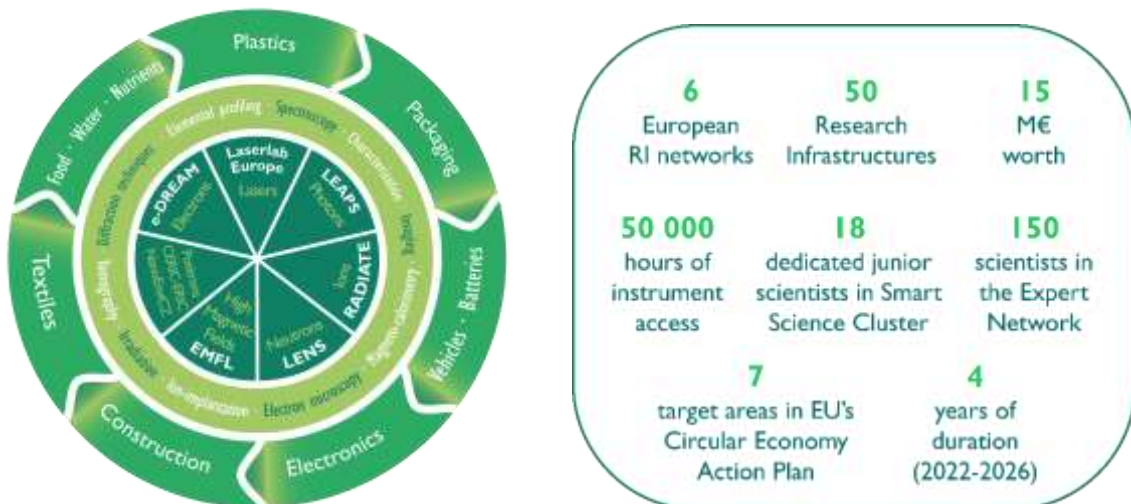 Plastics
Packaging
Vehicles · Batteries
Electronics
Construction
Textiles
Food · Water · Nutrients
Elemental profiling · Spectroscopy · Characterisation
Imaging
Magneto-calorimetry
Electron microscopy
Ion-implantation
Irradiation
Tomography
Diffraction techniques
Laserlab
Europe
Lasers
LEAPS
Photons
RADIATE
Ions
LENS
Neutrons
EMFL
High
Magnetic
Fields
e-DREAM
Electrons
6
European
RI networks
50
Research
Infrastructures
15
M€
worth
50 000
hours of
instrument
access
18
dedicated junior
scientists in Smart
Science Cluster
150
scientists in
the Expert
Network
7
target areas in EU's
Circular Economy
Action Plan
4
years of
duration
(2022-2026)